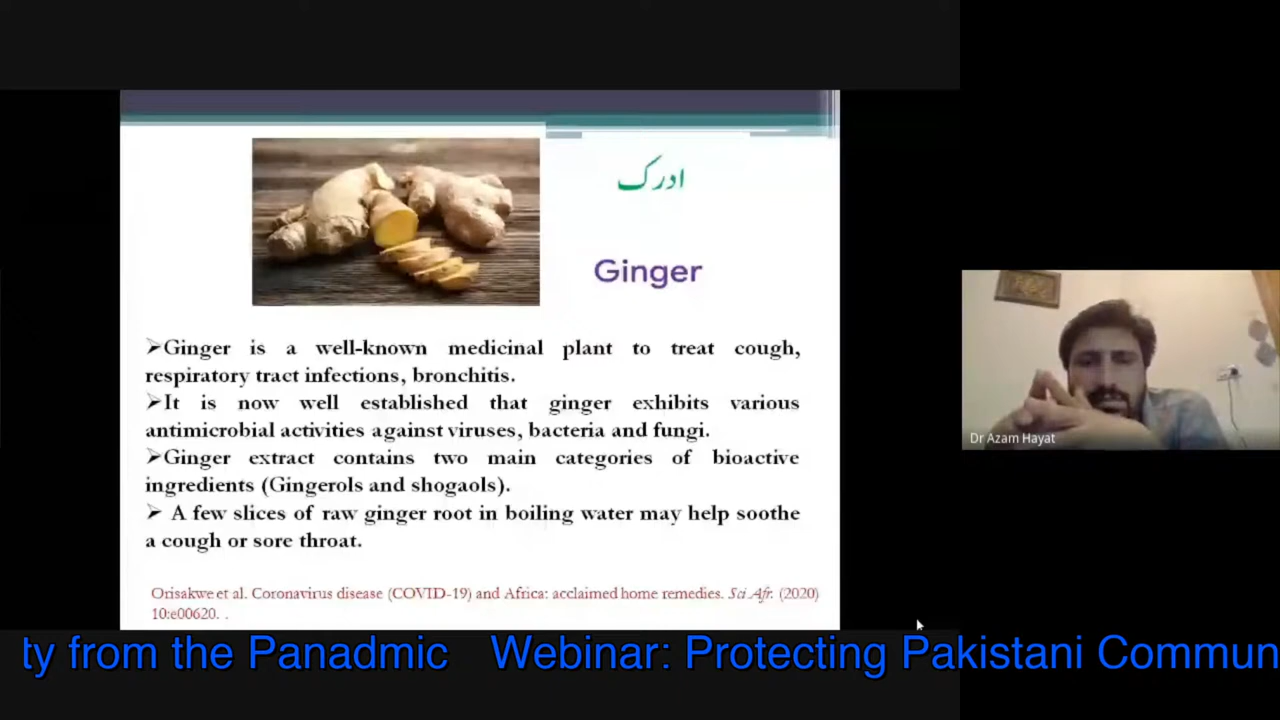 ادرک
Ginger
➢Ginger is a well-known medicinal plant to treat cough,
respiratory tract infections, bronchitis.
➢It is now well established that ginger exhibits various
antimicrobial activities against viruses, bacteria and fungi.
➢Ginger extract contains two main categories of bioactive
ingredients (Gingerols and shogaols).
➢ A few slices of raw ginger root in boiling water may help soothe
a cough or sore throat.
Orisakwe et al. Coronavirus disease (COVID-19) and Africa: acclaimed home remedies. Sci Afr. (2020)
10:e00620. .
Dr Azam Hayat
ty from the Panadmic Webinar: Protecting Pakistani Commun